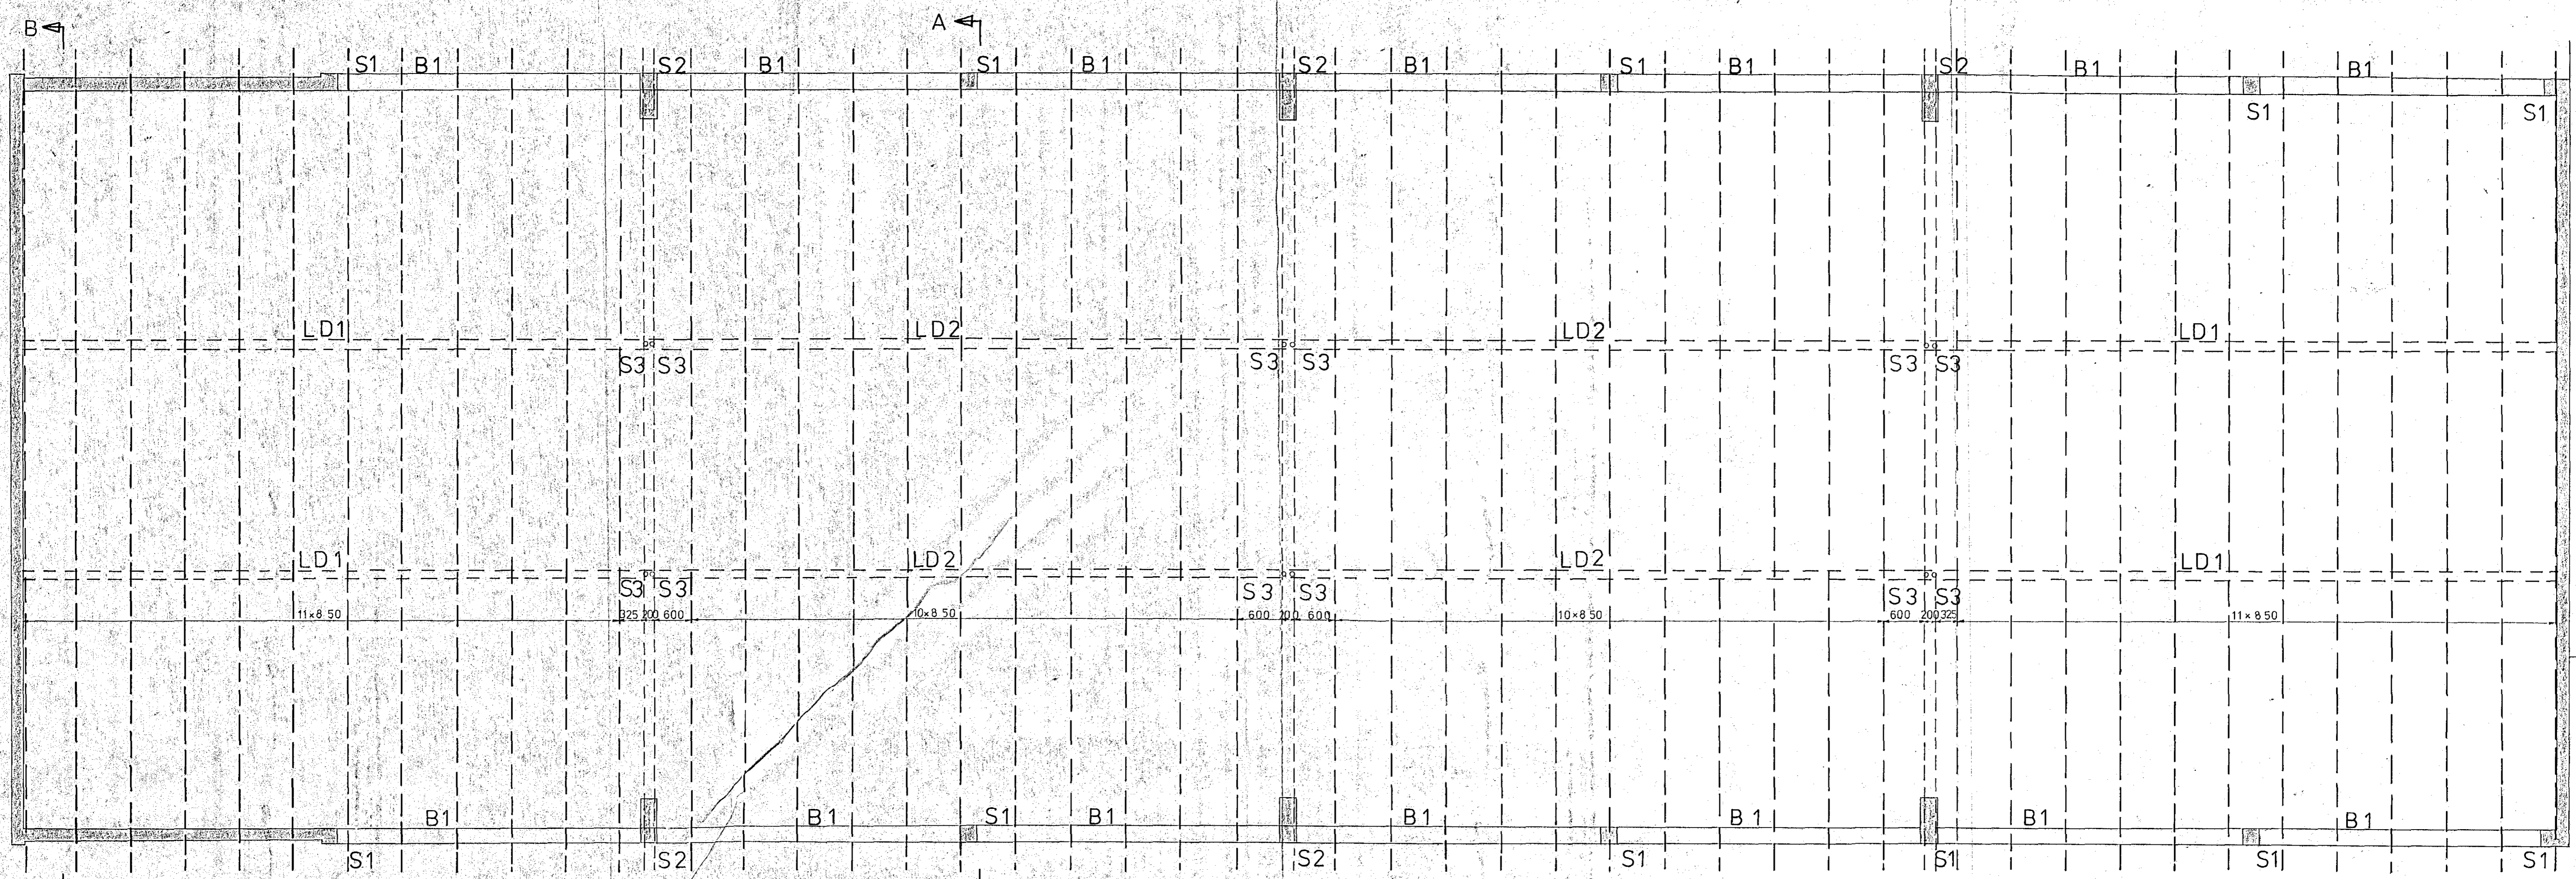 B A
S1 B1 S2 B1 S1 B1 S2 B1 S1 B1 S2 B1 B1
S1 S1
LD1 LD2 LD2 LD1
S3 S3 S3 S3 S3 S3
LD1 LD2 LD2 LD1
S3 S3 S3 S3 S3 S3
11×8 50 325 200 600 10×8 50 600 200 600 10×8 50 600 200 325 11×8 50
B1 B1 S1 B1 B1 B1 B1 B1
S1 S2 S2 S1 S1 S1 S1